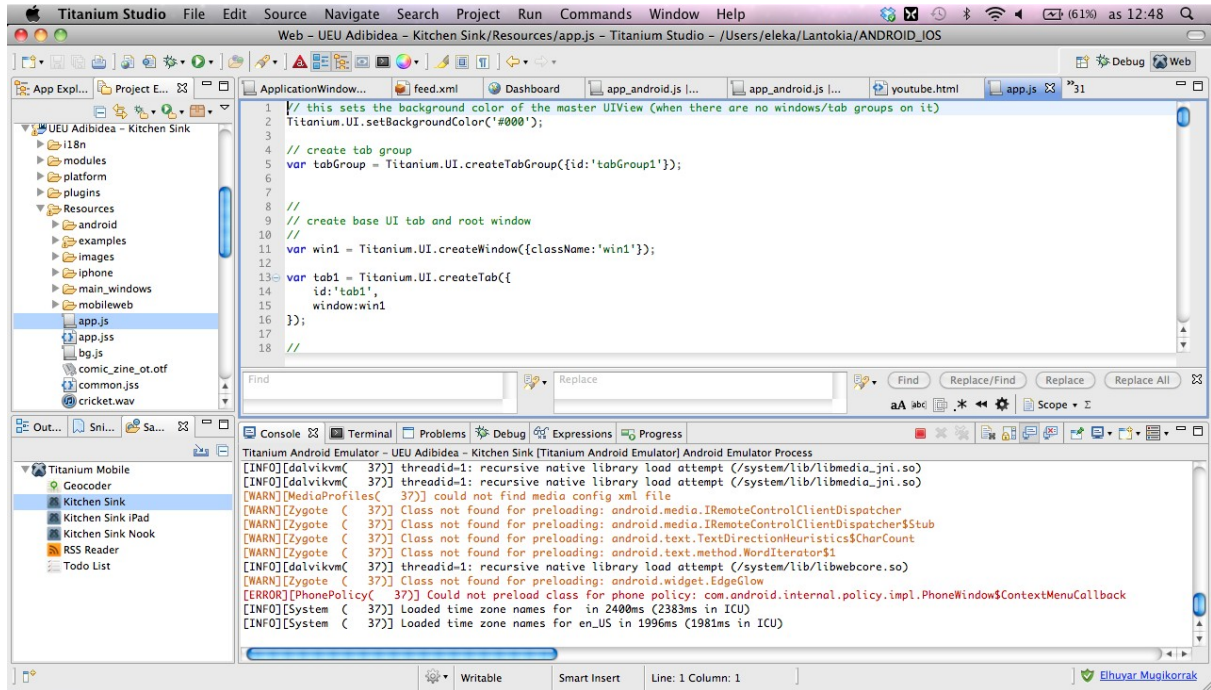 Titanium Studio File Edit Source Navigate Search Project Run Commands Window Help (61%) as 12:48
Web – UEU Adibidea – Kitchen Sink/Resources/app.js – Titanium Studio – /Users/eleka/Lantokia/ANDROID_IOS
Debug Web
App Expl... Project E...
UEU Adibidea – Kitchen Sink
i18n
modules
platform
plugins
Resources
android
examples
images
iphone
main_windows
mobileweb
app.js
app.jss
bg.js
comic_zine_ot.otf
common.jss
cricket.wav
ApplicationWindow... feed.xml Dashboard app_android.js |... app_android.js |... youtube.html app.js »31
1 // this sets the background color of the master UIView (when there are no windows/tab groups on it)
2 Titanium.UI.setBackgroundColor('#000');
3
4 // create tab group
5 var tabGroup = Titanium.UI.createTabGroup({id:'tabGroup1'});
6
7
8 //
9 // create base UI tab and root window
10 //
11 var win1 = Titanium.UI.createWindow({className:'win1'});
12
13 var tab1 = Titanium.UI.createTab({
14 id:'tab1',
15 window:win1
16 });
17
18 //
Find Replace Find Replace/Find Replace Replace All
aA abc .* Scope Σ
Out... Sni... Sa...
Titanium Mobile
Geocoder
Kitchen Sink
Kitchen Sink iPad
Kitchen Sink Nook
RSS Reader
Todo List
Console Terminal Problems Debug Expressions Progress
Titanium Android Emulator – UEU Adibidea – Kitchen Sink [Titanium Android Emulator] Android Emulator Process
[INFO][dalvikvm( 37)] threadid=1: recursive native library load attempt (/system/lib/libmedia_jni.so)
[INFO][dalvikvm( 37)] threadid=1: recursive native library load attempt (/system/lib/libmedia_jni.so)
[WARN][MediaProfiles( 37)] could not find media config xml file
[WARN][Zygote ( 37)] Class not found for preloading: android.media.IRemoteControlClientDispatcher
[WARN][Zygote ( 37)] Class not found for preloading: android.media.IRemoteControlClientDispatcher$Stub
[WARN][Zygote ( 37)] Class not found for preloading: android.text.TextDirectionHeuristics$CharCount
[WARN][Zygote ( 37)] Class not found for preloading: android.text.method.WordIterator$1
[INFO][dalvikvm( 37)] threadid=1: recursive native library load attempt (/system/lib/libwebcore.so)
[WARN][Zygote ( 37)] Class not found for preloading: android.widget.EdgeGlow
[ERROR][PhonePolicy( 37)] Could not preload class for phone policy: com.android.internal.policy.impl.PhoneWindow$ContextMenuCallback
[INFO][System ( 37)] Loaded time zone names for in 2400ms (2383ms in ICU)
[INFO][System ( 37)] Loaded time zone names for en_US in 1996ms (1981ms in ICU)
Writable Smart Insert Line: 1 Column: 1 Elhuyar Mugikorrak